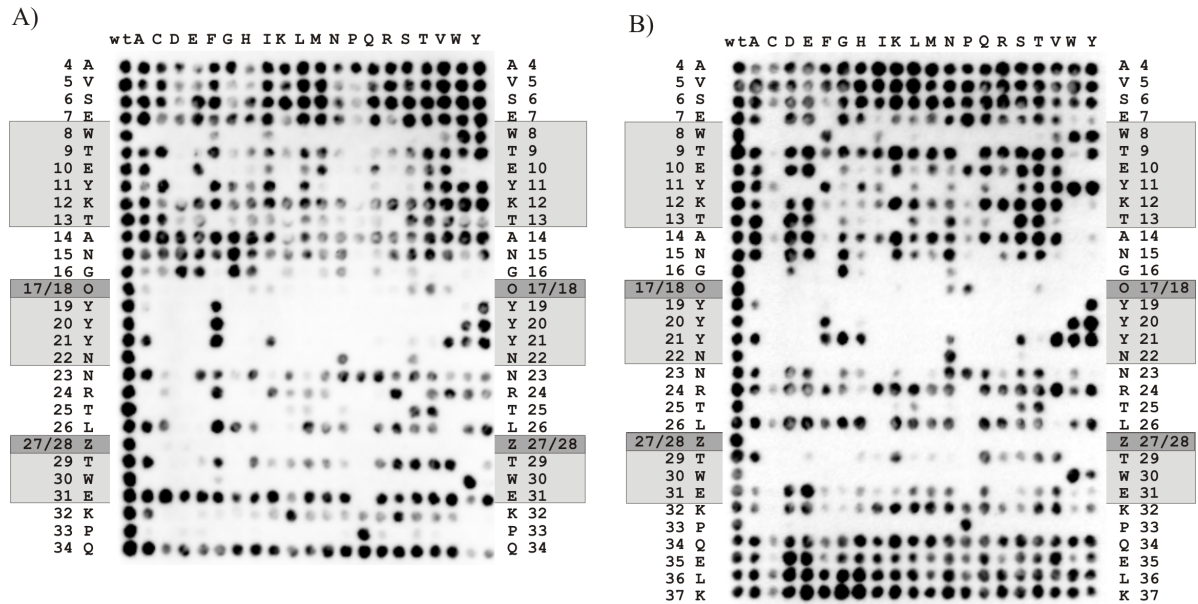 A)
wt A C D E F G H I K L M N P Q R S T V W Y
4 A A 4
5 V V 5
6 S S 6
7 E E 7
8 W W 8
9 T T 9
10 E E 10
11 Y Y 11
12 K K 12
13 T T 13
14 A A 14
15 N N 15
16 G G 16
17/18 O O 17/18
19 Y Y 19
20 Y Y 20
21 Y Y 21
22 N N 22
23 N N 23
24 R R 24
25 T T 25
26 L L 26
27/28 Z Z 27/28
29 T T 29
30 W W 30
31 E E 31
32 K K 32
33 P P 33
34 Q Q 34
B)
wt A C D E F G H I K L M N P Q R S T V W Y
4 A A 4
5 V V 5
6 S S 6
7 E E 7
8 W W 8
9 T T 9
10 E E 10
11 Y Y 11
12 K K 12
13 T T 13
14 A A 14
15 N N 15
16 G G 16
17/18 O O 17/18
19 Y Y 19
20 Y Y 20
21 Y Y 21
22 N N 22
23 N N 23
24 R R 24
25 T T 25
26 L L 26
27/28 Z Z 27/28
29 T T 29
30 W W 30
31 E E 31
32 K K 32
33 P P 33
34 Q Q 34
35 E E 35
36 L L 36
37 K K 37